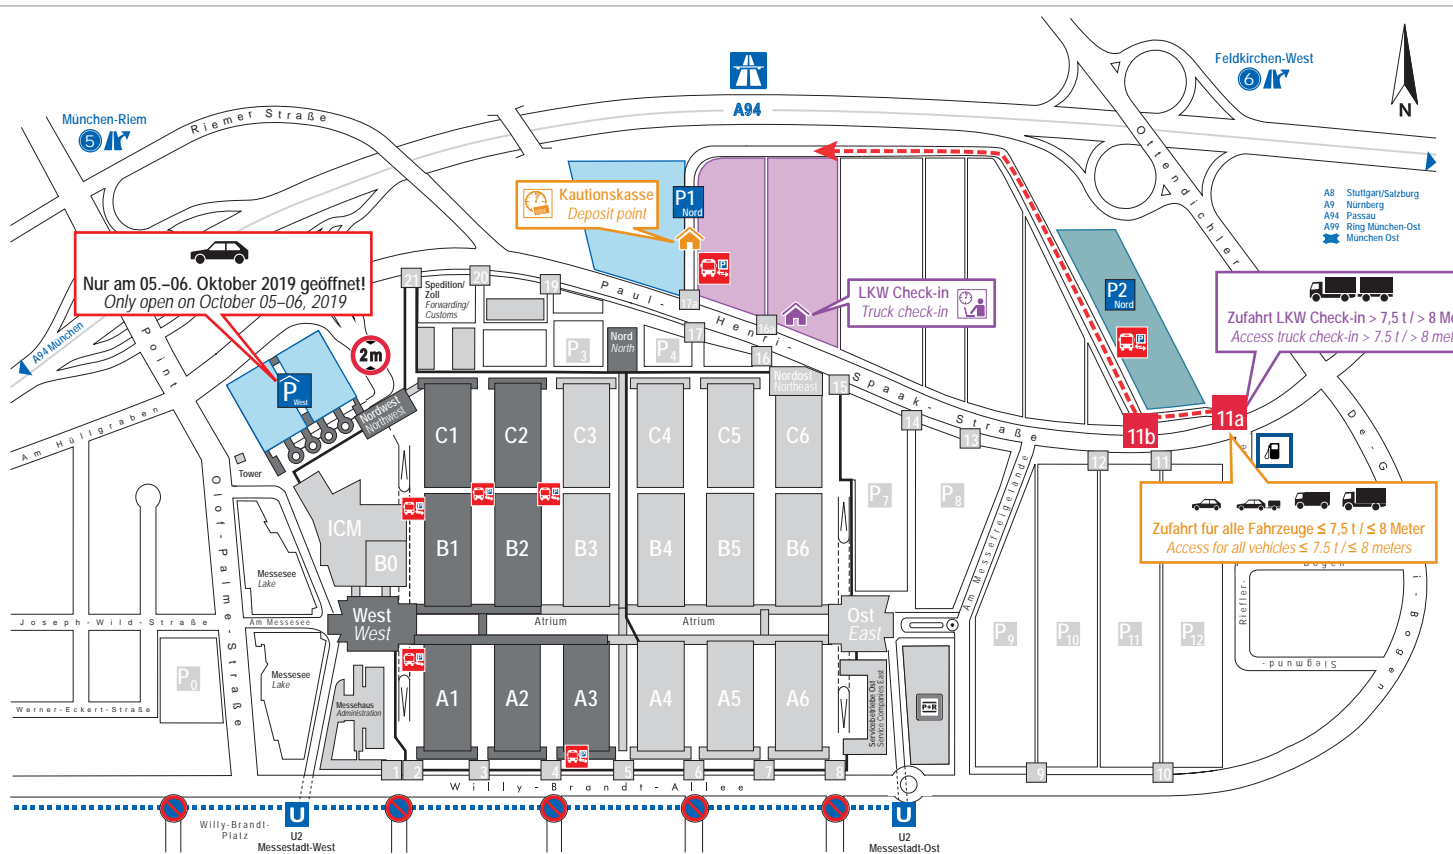 Feldkirchen-West
6
A94
N
München-Riem
5
Riemer Straße
Ottendichler
A8 Stuttgart/Salzburg
A9 Nürnberg
A94 Passau
A99 Ring München-Ost
München Ost
Kautionskasse
Deposit point
P1
Nord
Nur am 05.–06. Oktober 2019 geöffnet!
Only open on October 05–06, 2019
21
20
19
Spedition/
Zoll
Forwarding/
Customs
Paul-Henri-Spaak-Straße
17a
17
16a
16
15
14
13
12
11
LKW Check-in
Truck check-in
P2
Nord
Zufahrt LKW Check-in > 7,5 t / > 8 Me
Access truck check-in > 7.5 t / > 8 met
A94 München
Point
2m
P
West
Nord
North
P3
P4
Nordost
Northeast
Nordwest
Northwest
11b
11a
De-G
Am Hüllgraben
Tower
C1
C2
C3
C4
C5
C6
P7
P8
Zufahrt für alle Fahrzeuge ≤ 7,5 t / ≤ 8 Meter
Access for all vehicles ≤ 7.5 t / ≤ 8 meters
ICM
B0
B1
B2
B3
B4
B5
B6
Am Messefreigelände
Olof-Palme-Straße
Messesee
Lake
Joseph-Wild-Straße
Am Messesee
West
West
Atrium
Atrium
Ost
East
P9
P10
P11
P12
Riefler-
Bogen
Siegmund-
i-Bogen
P0
Messesee
Lake
Werner-Eckert-Straße
Messehaus
Administration
A1
A2
A3
A4
A5
A6
Servicebetriebe Ost
Service Companies East
P+R
1
2
3
4
5
6
7
8
9
10
Willy-Brandt-Allee
Willy-Brandt-
Platz
U
U2
Messestadt-West
U
U2
Messestadt-Ost